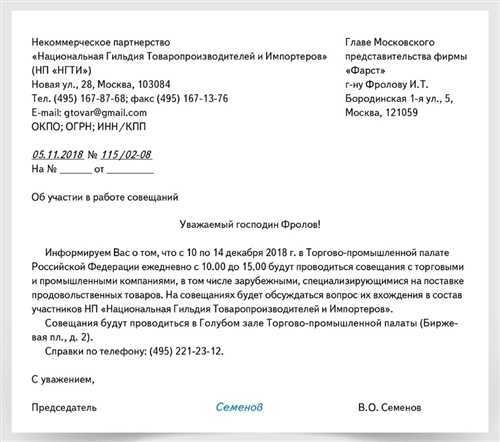 Некоммерческое партнерство
«Национальная Гильдия Товаропроизводителей и Импортеров»
(НП «НГТИ»)
Новая ул., 28, Москва, 103084
Тел. (495) 167-87-68; факс (495) 167-13-76
E-mail: gtovar@gmail.com
ОКПО; ОГРН; ИНН/КПП
Главе Московского
представительства фирмы
«Фарст»
г-ну Фролову И.Т.
Бородинская 1-я ул., 5,
Москва, 121059
05.11.2018 № 115/02-08
На № ______ от ________
Об участии в работе совещаний
Уважаемый господин Фролов!
Информируем Вас о том, что с 10 по 14 декабря 2018 г. в Торгово-промышленной палате
Российской Федерации ежедневно с 10.00 до 15.00 будут проводиться совещания с торговыми
и промышленными компаниями, в том числе зарубежными, специализирующимися на поставке
продовольственных товаров. На совещаниях будет обсуждаться вопрос их вхождения в состав
участников НП «Национальная Гильдия Товаропроизводителей и Импортеров».
Совещания будут проводиться в Голубом зале Торгово-промышленной палаты (Бирже-
вая пл., д. 2).
Справки по телефону: (495) 221-23-12.
С уважением,
Председатель Семенов В.О. Семенов